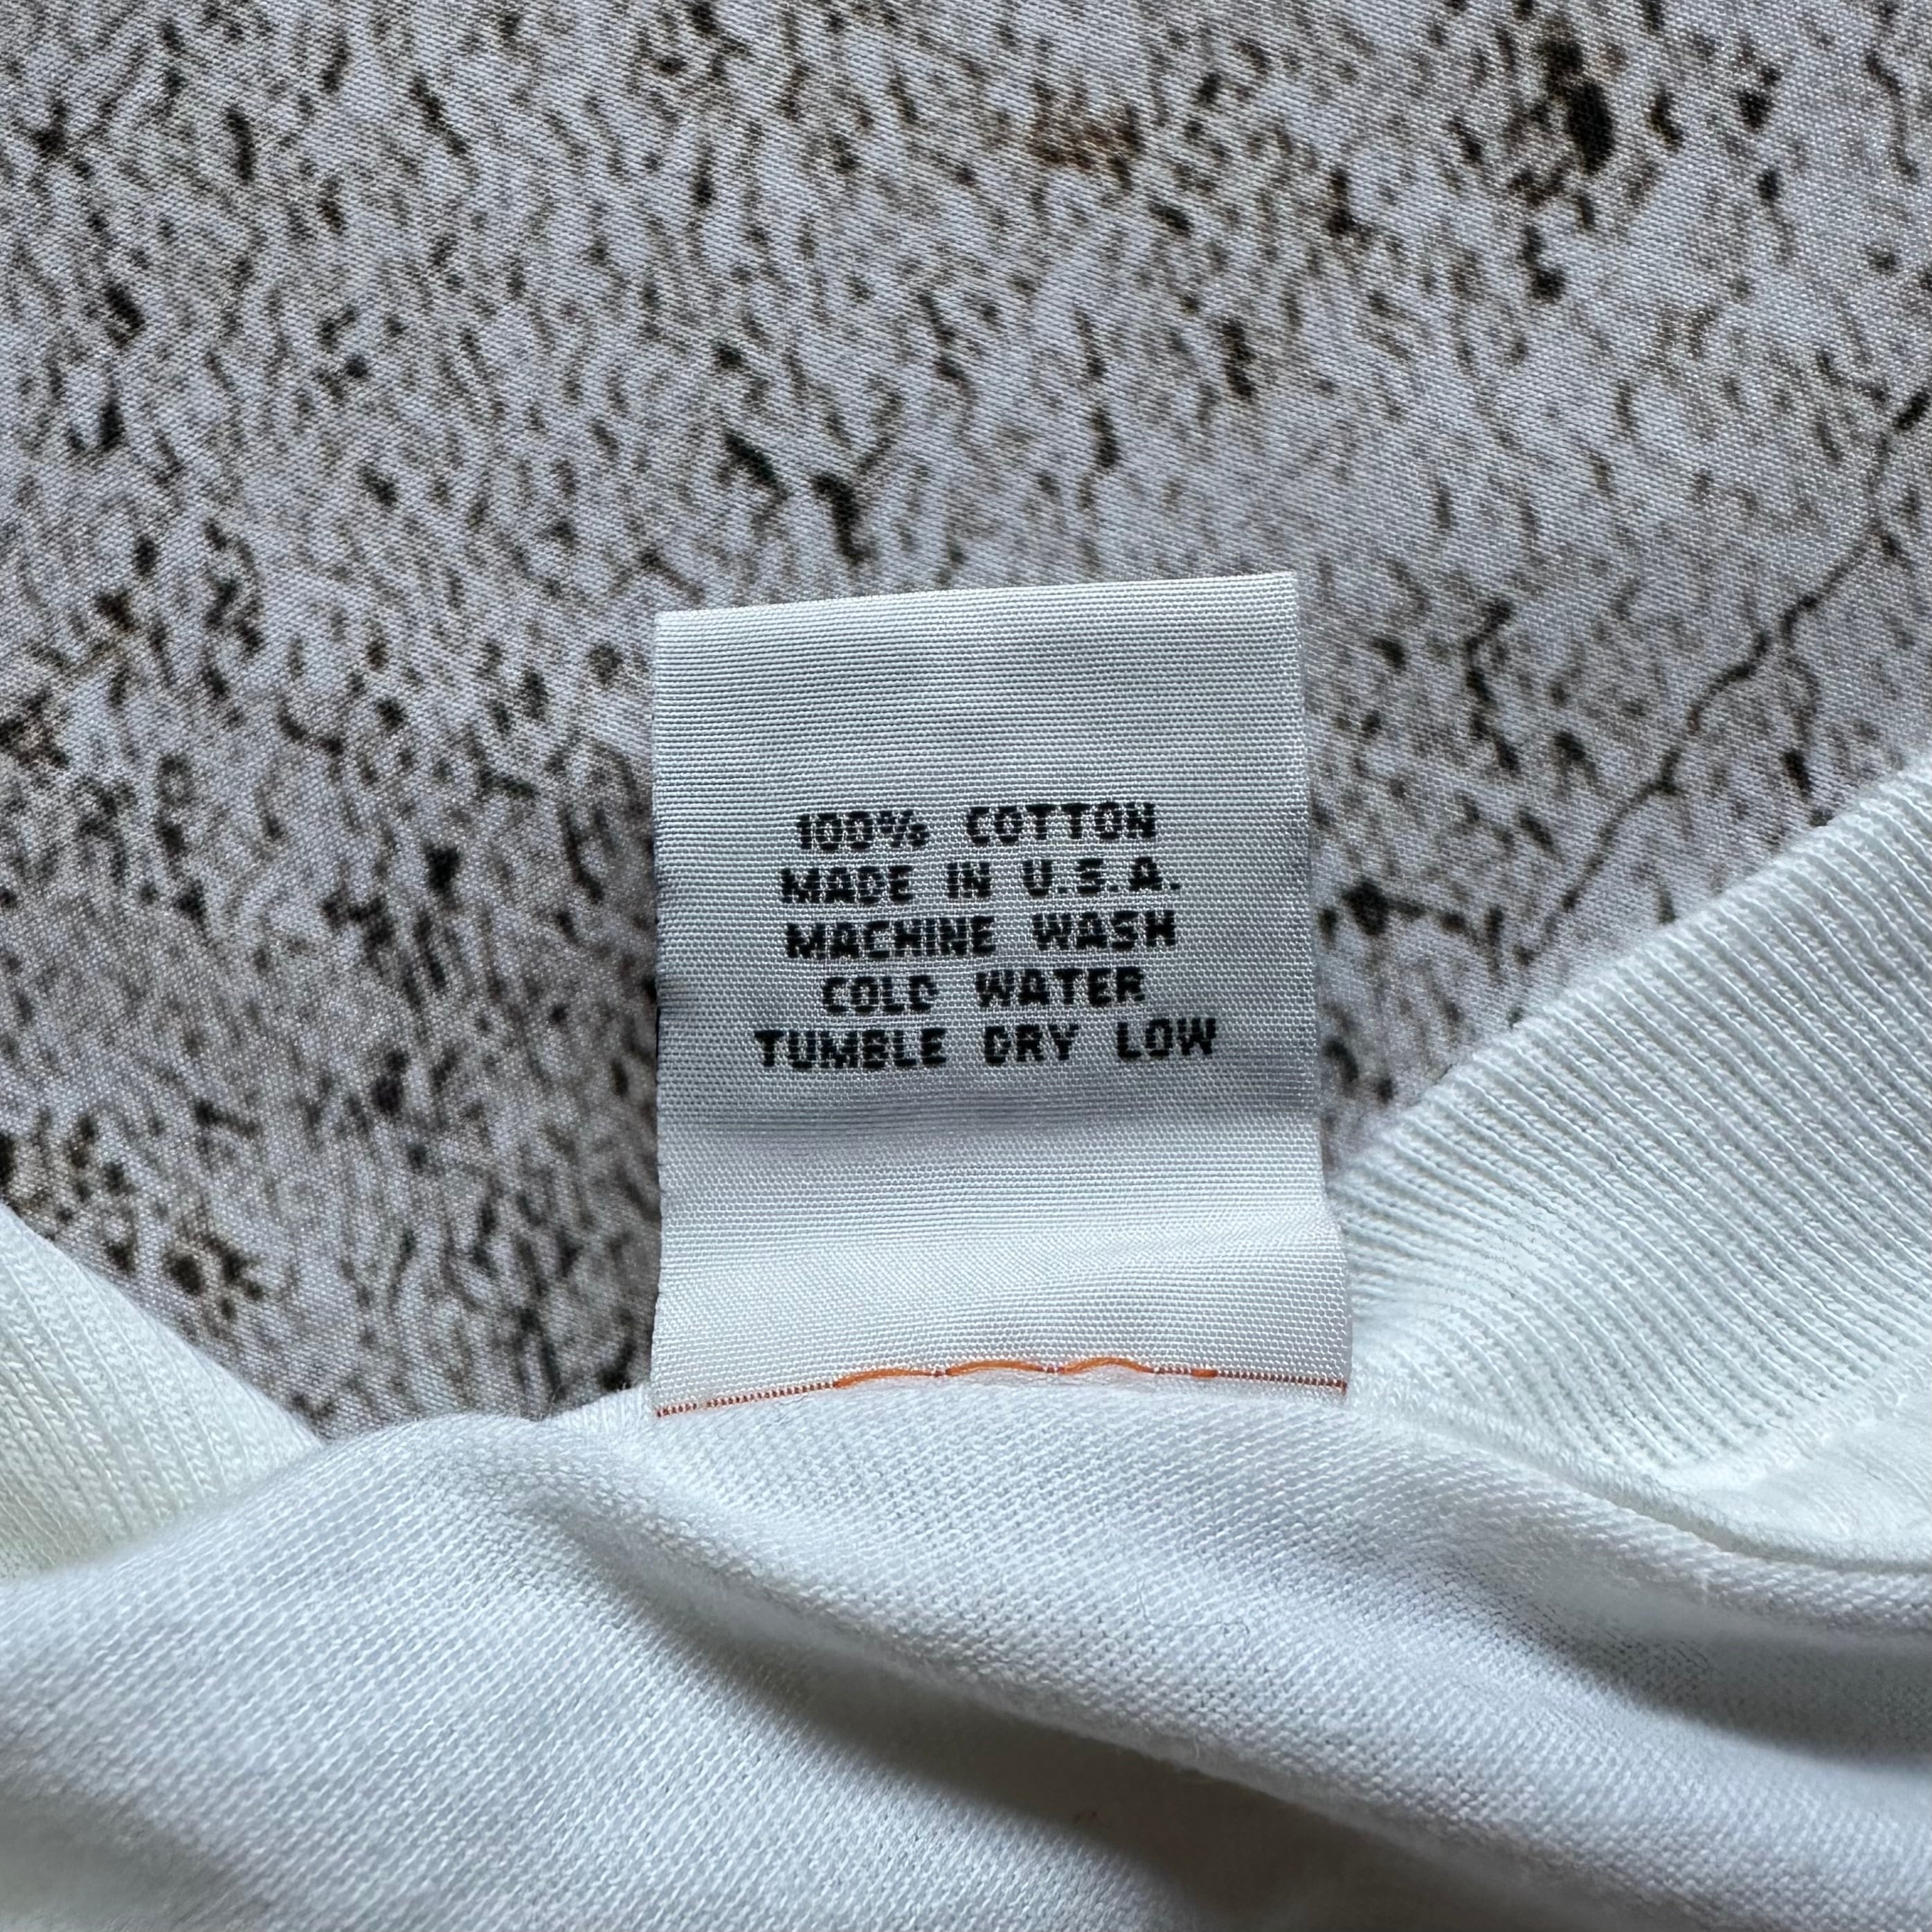 100% COTTON
MADE IN U.S.A.
MACHINE WASH
COLD WATER
TUMBLE DRY LOW